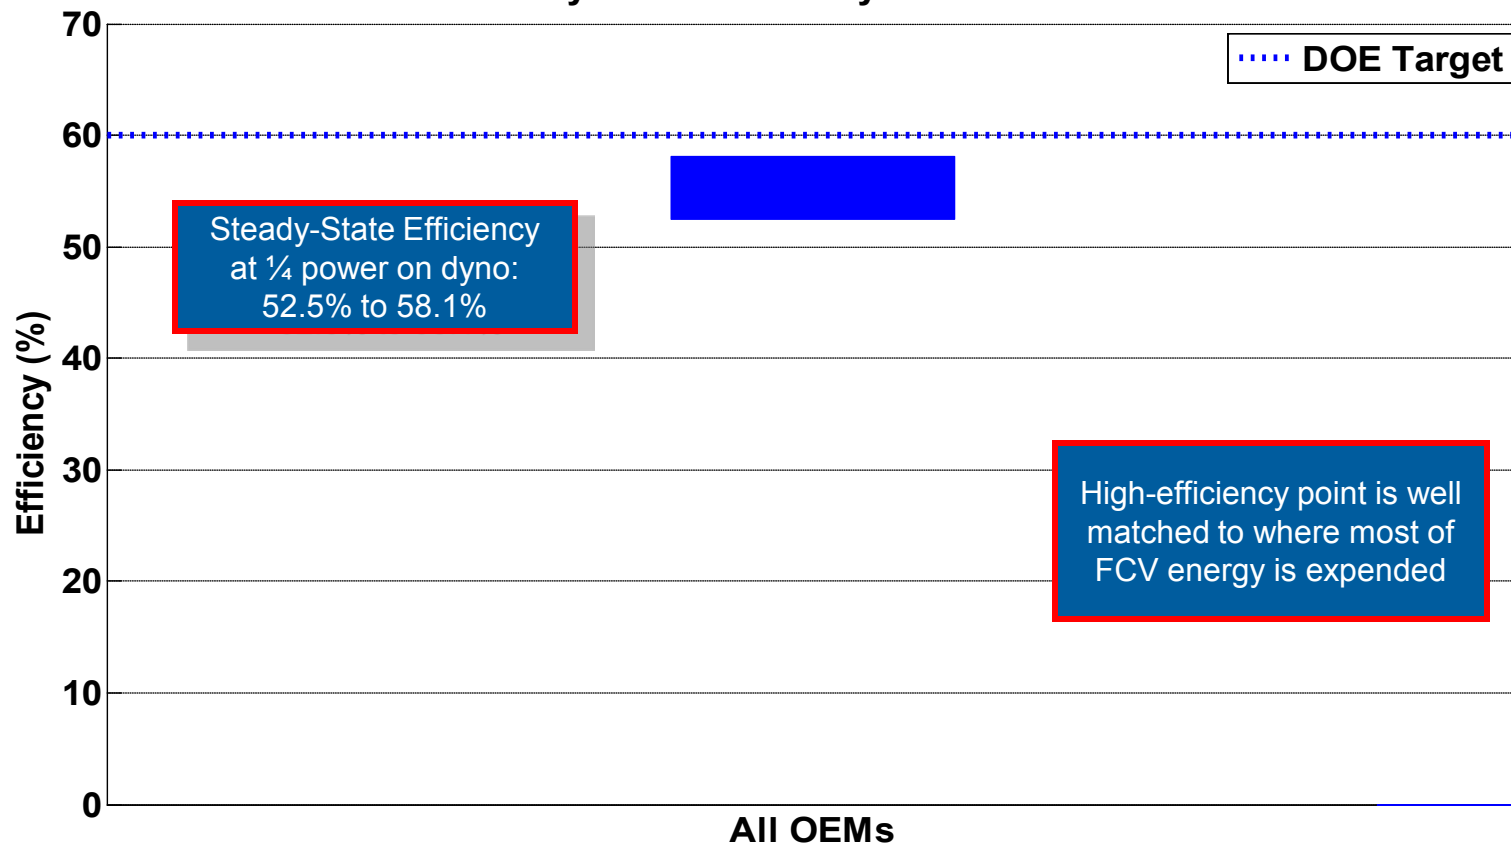 70
DOE Target
60
Steady-State Efficiency
at ¼ power on dyno:
52.5% to 58.1%
50
40
Efficiency (%)
High-efficiency point is well
matched to where most of
FCV energy is expended
30
20
10
0
All OEMs